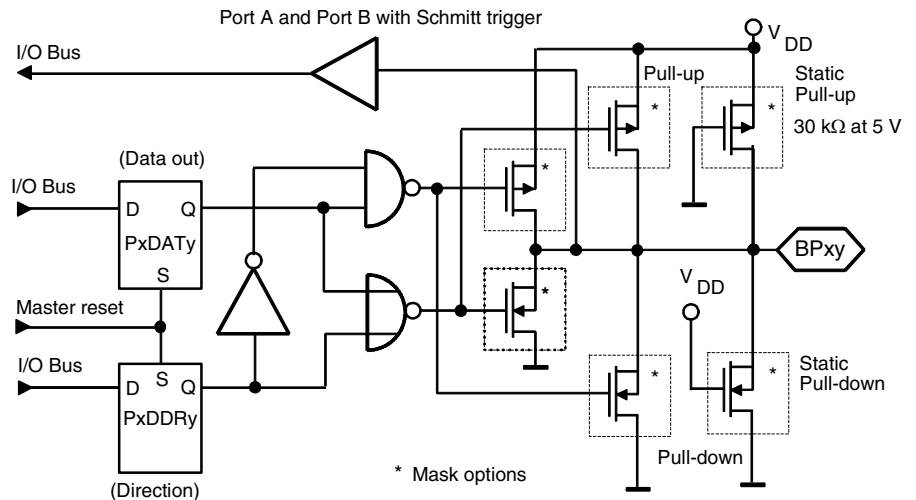 Port A and Port B with Schmitt trigger
V
DD
I/O Bus
Pull-up
Static
Pull-up
*
*
30 kΩ at 5 V
(Data out)
*
I/O Bus
D
Q
PxDATy
S
BPxy
V
DD
*
Master reset
I/O Bus
S
D
Q
PxDDRy
*
*
Static
Pull-down
Pull-down
* Mask options
(Direction)